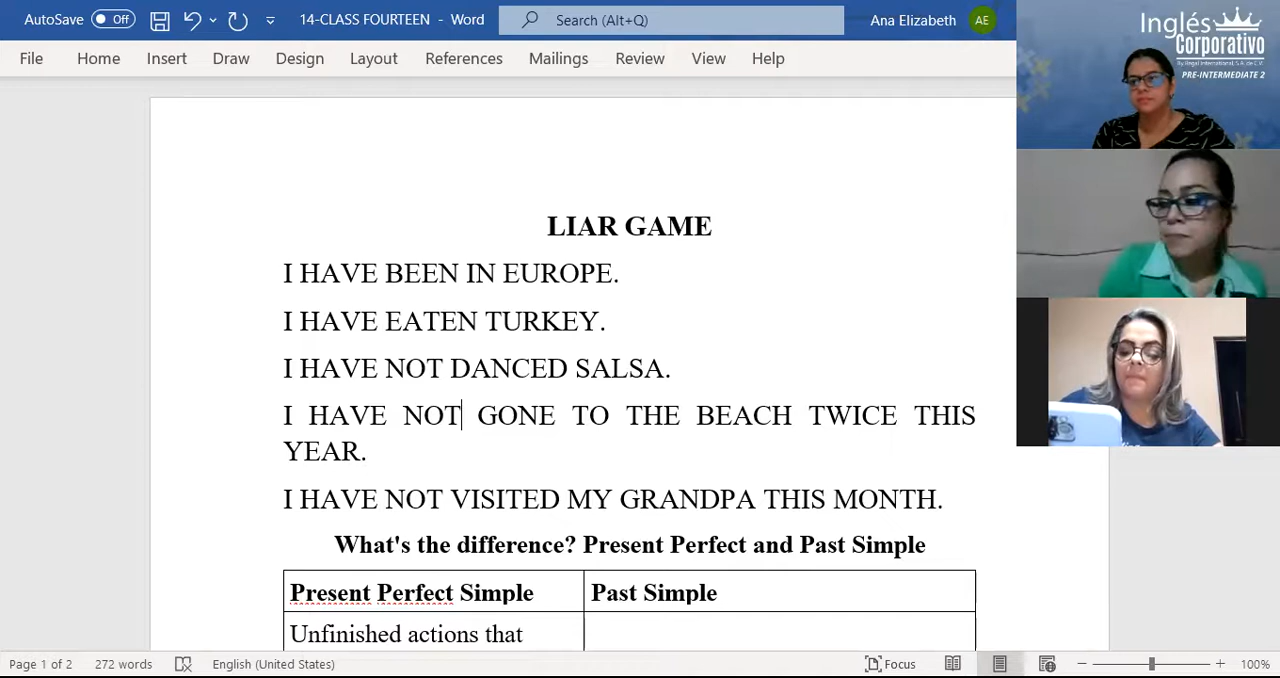 AutoSave Off 14-CLASS FOURTEEN - Word Search (Alt+Q) Ana Elizabeth AE
File Home Insert Draw Design Layout References Mailings Review View Help
Inglés
Corporativo
By Regal International, S.A. de C.V.
PRE-INTERMEDIATE 2
LIAR GAME
I HAVE BEEN IN EUROPE.
I HAVE EATEN TURKEY.
I HAVE NOT DANCED SALSA.
I HAVE NOT GONE TO THE BEACH TWICE THIS
YEAR.
I HAVE NOT VISITED MY GRANDPA THIS MONTH.
What's the difference? Present Perfect and Past Simple
Present Perfect Simple Past Simple
Unfinished actions that
Page 1 of 2 272 words English (United States) Focus 100%